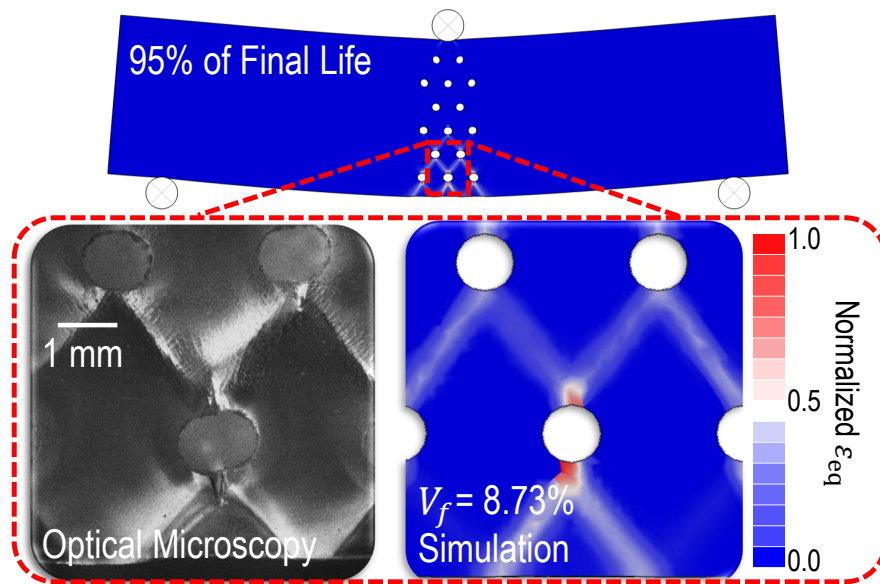 95% of Final Life
1 mm
Optical Microscopy
V_f = 8.73%
Simulation
1.0
0.5
0.0
Normalized ε_eq